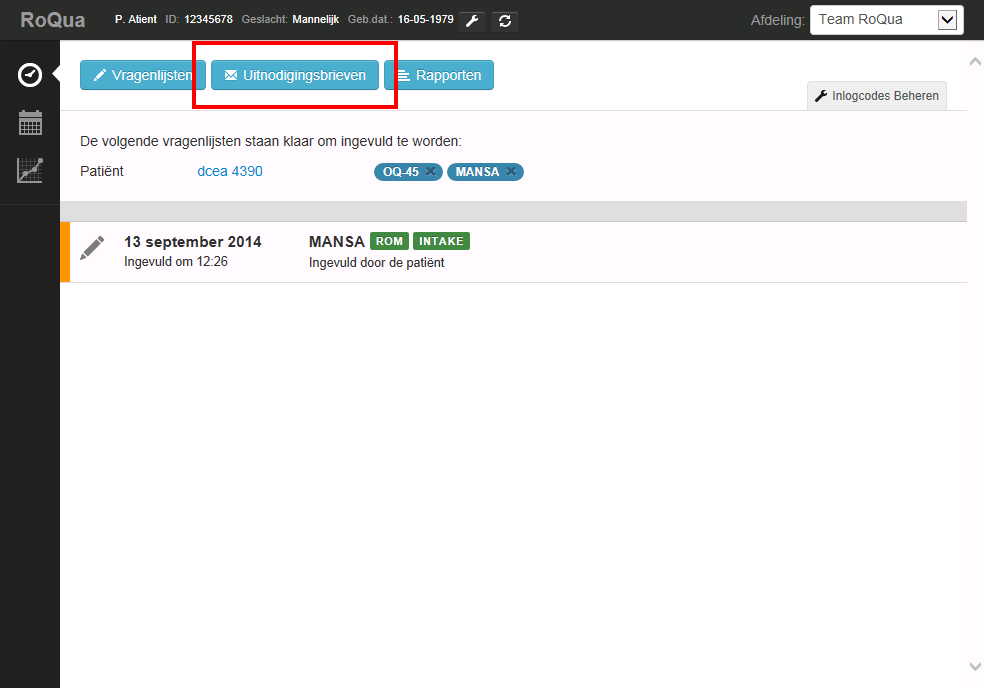 RoQua P. Atient ID: 12345678 Geslacht: Mannelijk Geb.dat.: 16-05-1979 Afdeling: Team RoQua
Vragenlijsten Uitnodigingsbrieven Rapporten
Inlogcodes Beheren
De volgende vragenlijsten staan klaar om ingevuld te worden:
Patiënt dcea 4390 OQ-45 MANSA
13 september 2014 MANSA ROM INTAKE
Ingevuld om 12:26 Ingevuld door de patiënt